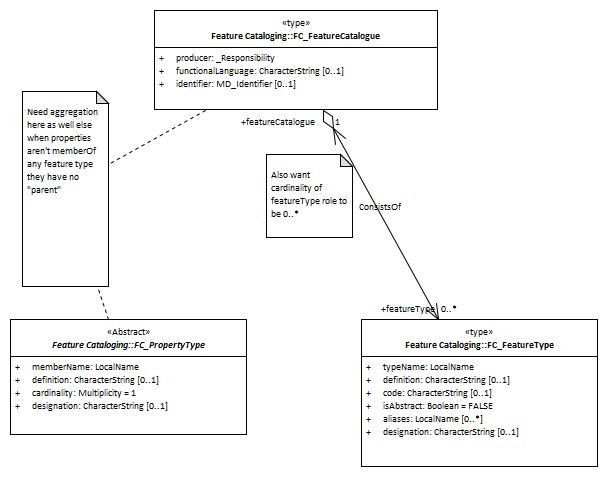 «type»
Feature Cataloging::FC_FeatureCatalogue
+ producer: _Responsibility
+ functionalLanguage: CharacterString [0..1]
+ identifier: MD_Identifier [0..1]
Need aggregation
here as well else
when properties
aren't memberOf
any feature type
they have no
"parent"
+featureCatalogue 1
Also want
cardinality of
featureType role to
be 0..*
ConsistsOf
+featureType 0..*
«Abstract»
Feature Cataloging::FC_PropertyType
+ memberName: LocalName
+ definition: CharacterString [0..1]
+ cardinality: Multiplicity = 1
+ designation: CharacterString [0..1]
«type»
Feature Cataloging::FC_FeatureType
+ typeName: LocalName
+ definition: CharacterString [0..1]
+ code: CharacterString [0..1]
+ isAbstract: Boolean = FALSE
+ aliases: LocalName [0..*]
+ designation: CharacterString [0..1]